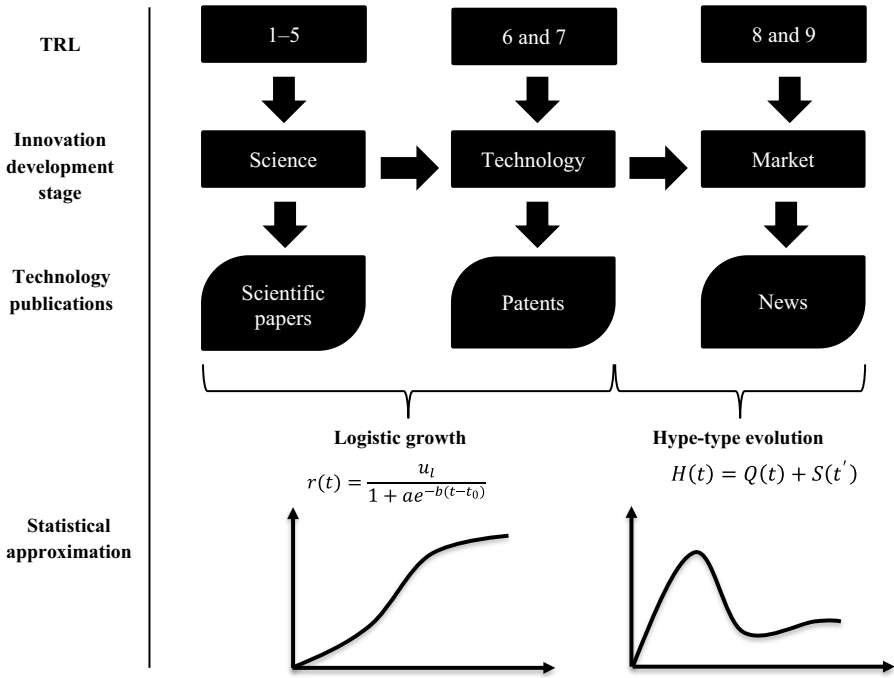 TRL
1–5
6 and 7
8 and 9
Innovation
development
stage
Science
Technology
Market
Technology
publications
Scientific
papers
Patents
News
Logistic growth
Hype-type evolution
r(t) = u_l / (1 + ae^{-b(t-t_0)})
H(t) = Q(t) + S(t')
Statistical
approximation